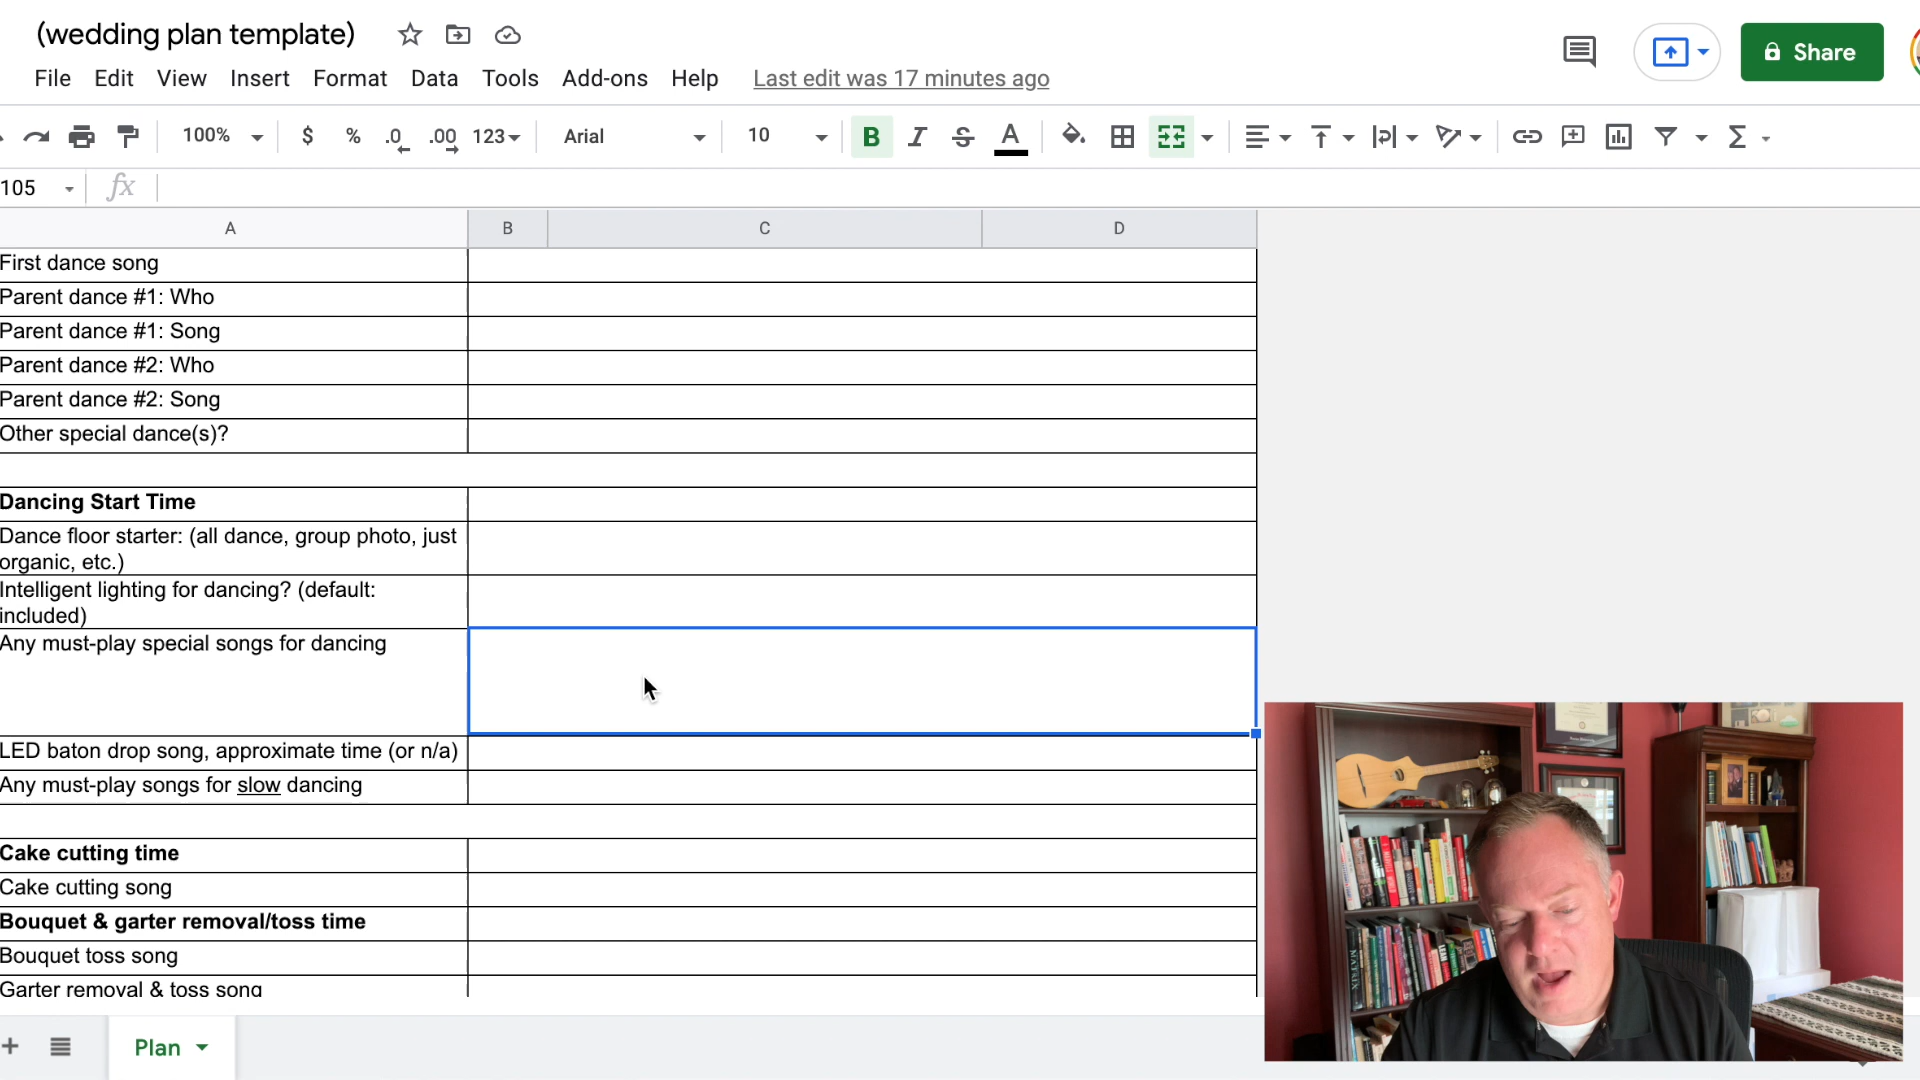 (wedding plan template)
File Edit View Insert Format Data Tools Add-ons Help Last edit was 17 minutes ago
Share
100% $ % .0 .00 123 Arial 10 B I S A Σ
105 fx
A B C D
First dance song
Parent dance #1: Who
Parent dance #1: Song
Parent dance #2: Who
Parent dance #2: Song
Other special dance(s)?
Dancing Start Time
Dance floor starter: (all dance, group photo, just
organic, etc.)
Intelligent lighting for dancing? (default:
included)
Any must-play special songs for dancing
LED baton drop song, approximate time (or n/a)
Any must-play songs for slow dancing
Cake cutting time
Cake cutting song
Bouquet & garter removal/toss time
Bouquet toss song
Garter removal & toss song
Plan
MATRIX